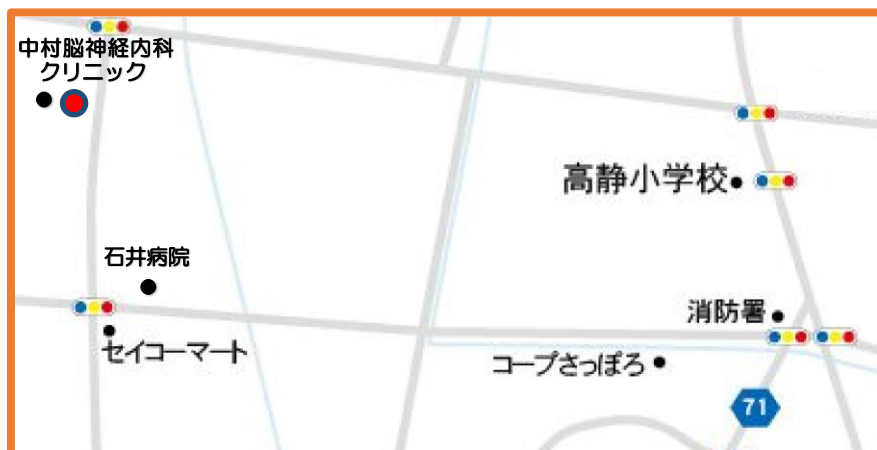 中村脳神経内科
クリニック
高静小学校
石井病院
消防署
セイコーマート
コープさっぽろ
71